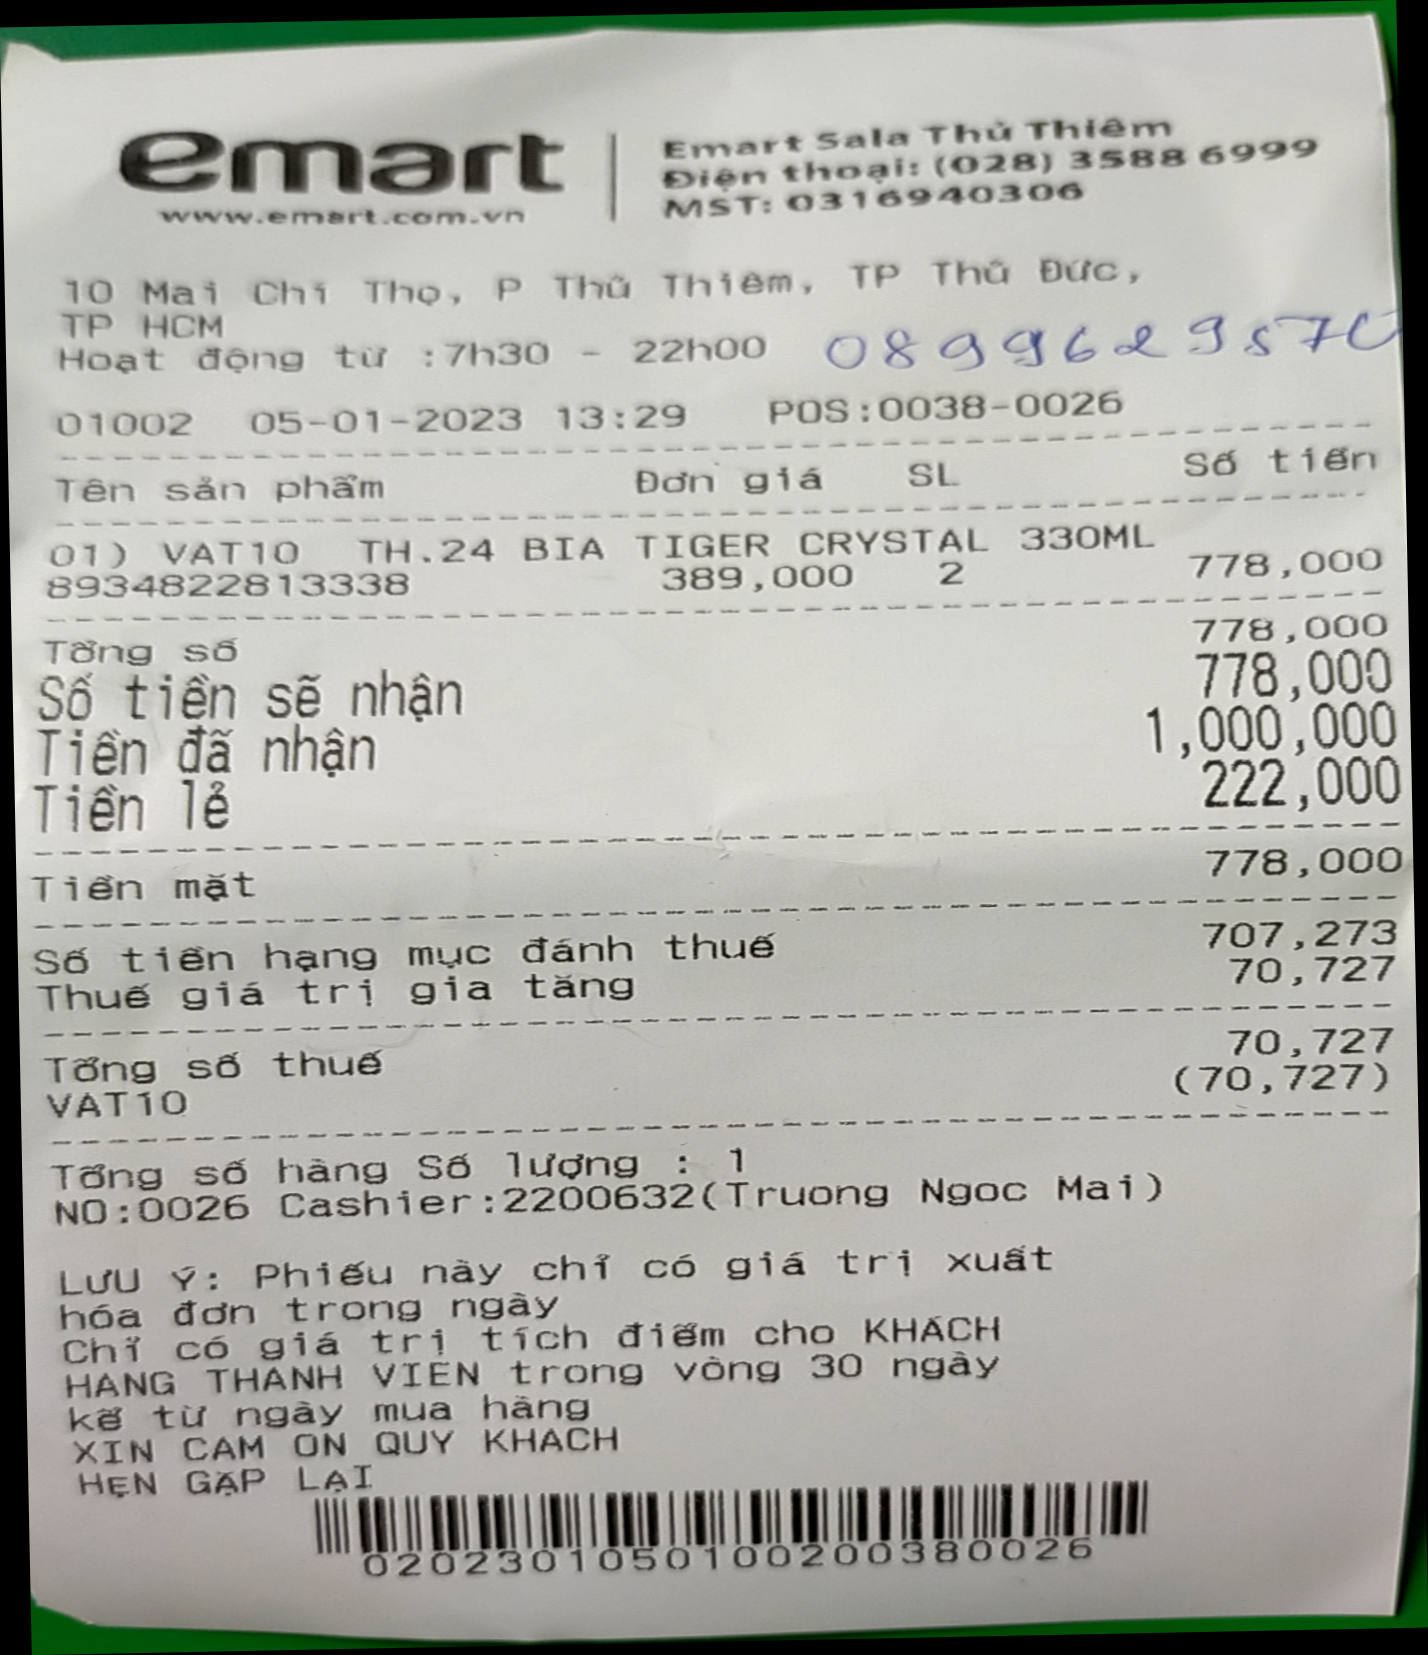 emart
www.emart.com.vn
Emart Sala Thủ Thiêm
Điện thoại: (028) 3588 6999
MST: 0316940306
10 Mai Chí Thọ, P Thủ Thiêm, TP Thủ Đức,
TP HCM
Hoạt động từ :7h30 - 22h00
0899629570
01002 05-01-2023 13:29 POS:0038-0026
Tên sản phẩm Đơn giá SL Số tiền
01) VAT10 TH.24 BIA TIGER CRYSTAL 330ML
8934822813338 389,000 2 778,000
Tổng số 778,000
Số tiền sẽ nhận 778,000
Tiền đã nhận 1,000,000
Tiền lẻ 222,000
Tiền mặt 778,000
Số tiền hạng mục đánh thuế 707,273
Thuế giá trị gia tăng 70,727
Tổng số thuế 70,727
VAT10 (70,727)
Tổng số hàng Số lượng : 1
NO:0026 Cashier:2200632(Truong Ngoc Mai)
LƯU Ý: Phiếu này chỉ có giá trị xuất
hóa đơn trong ngày
Chỉ có giá trị tích điểm cho KHÁCH
HANG THANH VIEN trong vòng 30 ngày
kể từ ngày mua hàng
XIN CAM ON QUY KHACH
HẸN GẶP LẠI
020230105010020038​0026